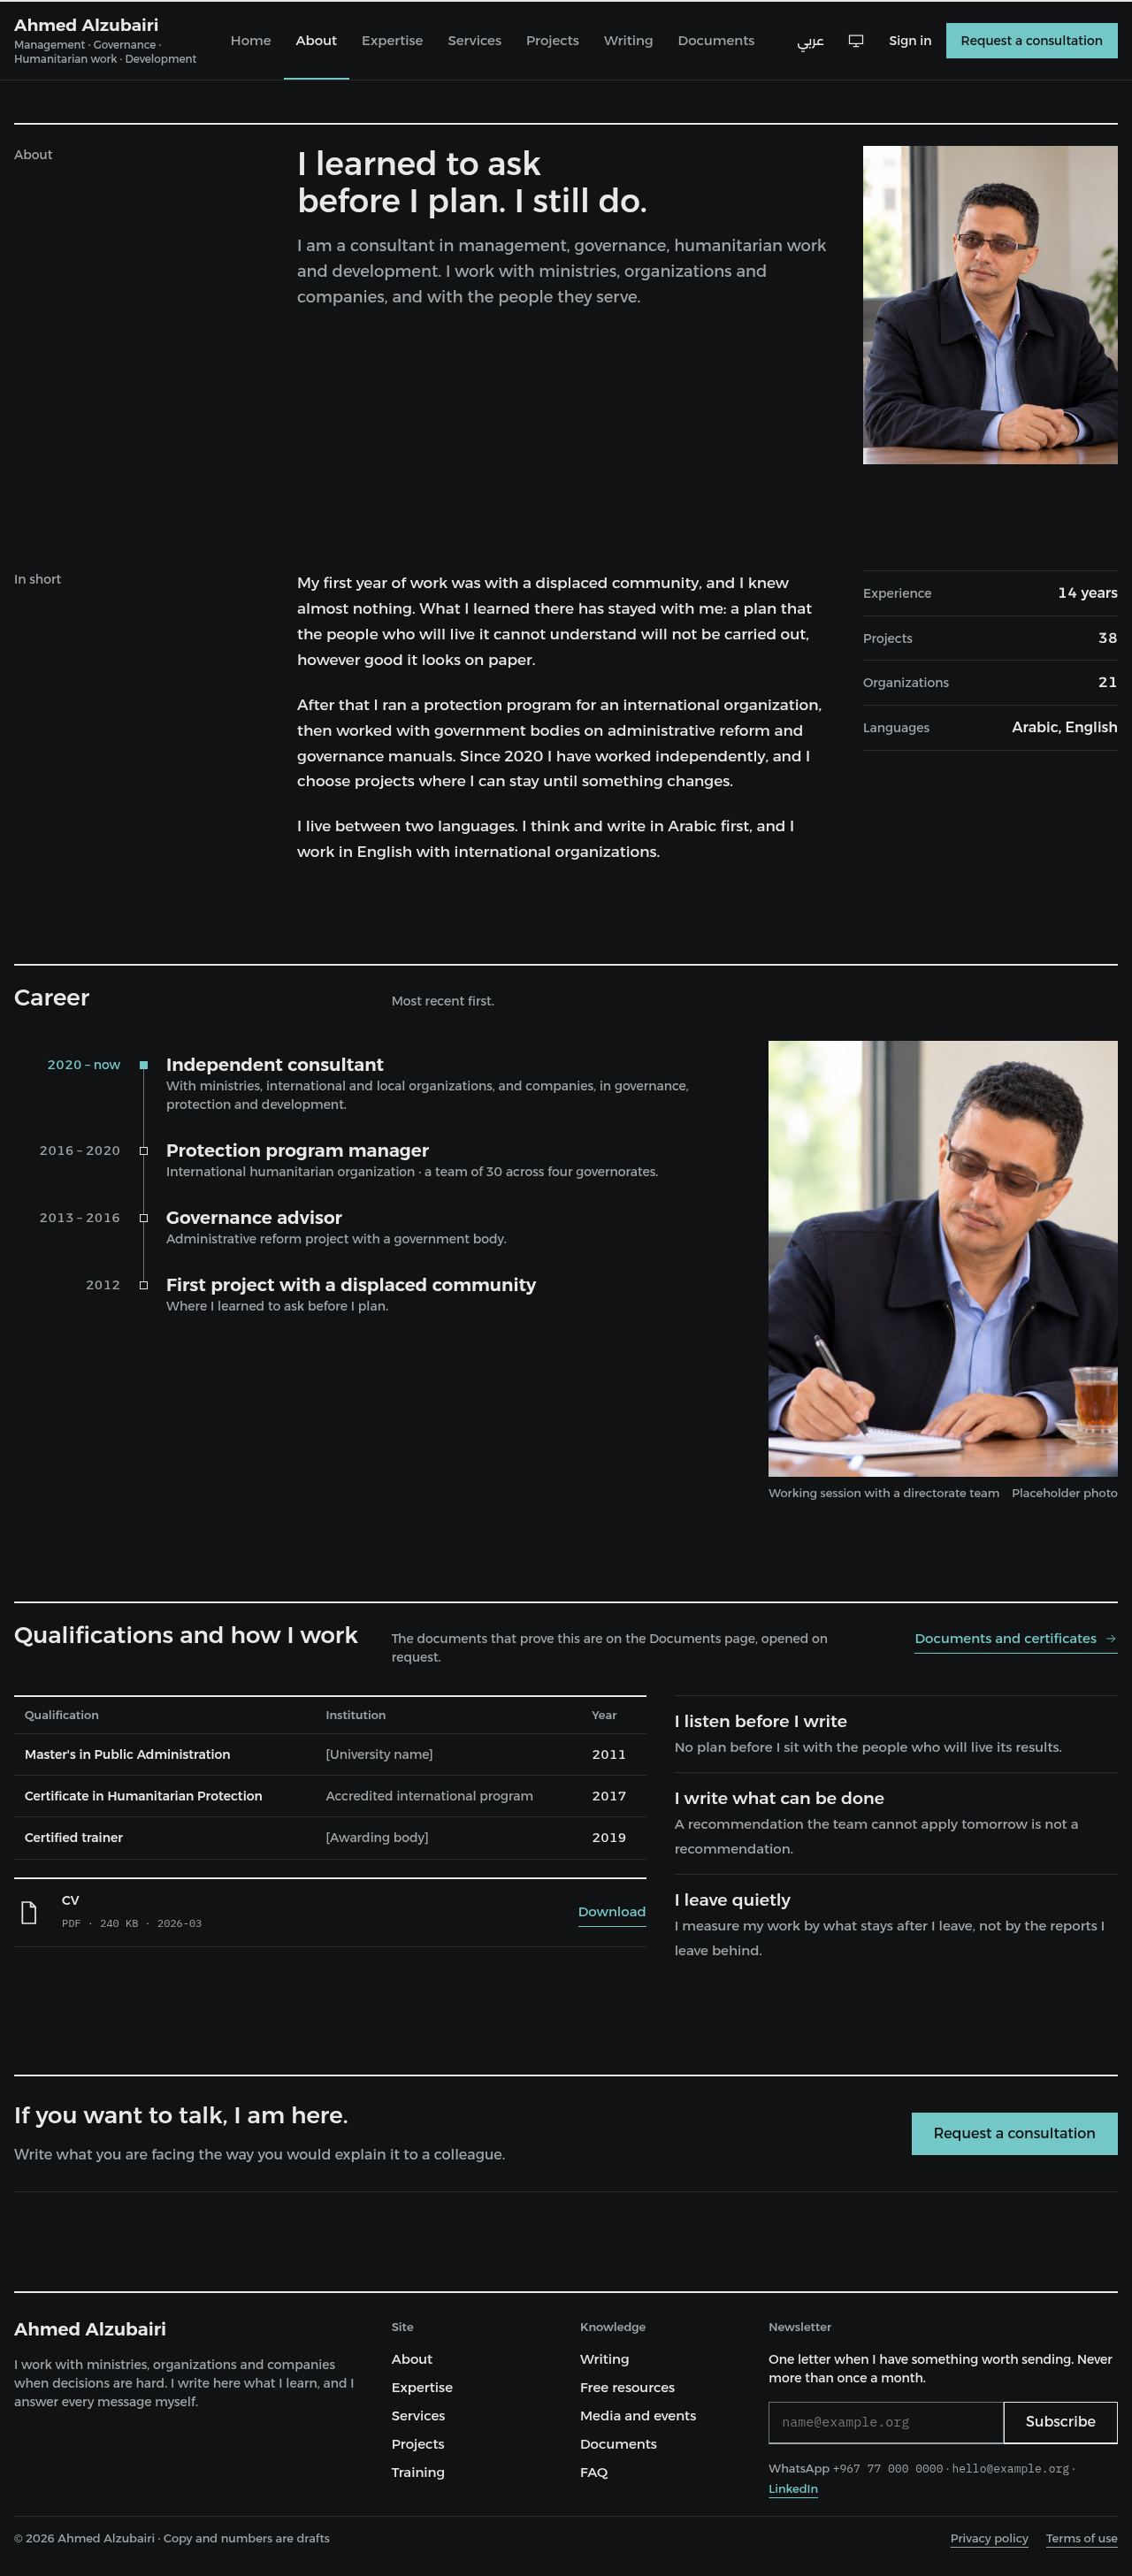 Ahmed Alzubairi
Management · Governance ·
Humanitarian work · Development
Home
About
Expertise
Services
Projects
Writing
Documents
عربي
Sign in
Request a consultation
About
I learned to ask
before I plan. I still do.
I am a consultant in management, governance, humanitarian work
and development. I work with ministries, organizations and
companies, and with the people they serve.
In short
My first year of work was with a displaced community, and I knew
almost nothing. What I learned there has stayed with me: a plan that
the people who will live it cannot understand will not be carried out,
however good it looks on paper.
After that I ran a protection program for an international organization,
then worked with government bodies on administrative reform and
governance manuals. Since 2020 I have worked independently, and I
choose projects where I can stay until something changes.
I live between two languages. I think and write in Arabic first, and I
work in English with international organizations.
Experience 14 years
Projects 38
Organizations 21
Languages Arabic, English
Career
Most recent first.
2020 – now
Independent consultant
With ministries, international and local organizations, and companies, in governance,
protection and development.
2016 – 2020
Protection program manager
International humanitarian organization · a team of 30 across four governorates.
2013 – 2016
Governance advisor
Administrative reform project with a government body.
2012
First project with a displaced community
Where I learned to ask before I plan.
Working session with a directorate team
Placeholder photo
Qualifications and how I work
The documents that prove this are on the Documents page, opened on
request.
Documents and certificates →
Qualification Institution Year
Master's in Public Administration [University name] 2011
Certificate in Humanitarian Protection Accredited international program 2017
Certified trainer [Awarding body] 2019
CV
PDF · 240 KB · 2026-03
Download
I listen before I write
No plan before I sit with the people who will live its results.
I write what can be done
A recommendation the team cannot apply tomorrow is not a
recommendation.
I leave quietly
I measure my work by what stays after I leave, not by the reports I
leave behind.
If you want to talk, I am here.
Write what you are facing the way you would explain it to a colleague.
Request a consultation
Ahmed Alzubairi
I work with ministries, organizations and companies
when decisions are hard. I write here what I learn, and I
answer every message myself.
Site
About
Expertise
Services
Projects
Training
Knowledge
Writing
Free resources
Media and events
Documents
FAQ
Newsletter
One letter when I have something worth sending. Never
more than once a month.
name@example.org
Subscribe
WhatsApp +967 77 000 0000 · hello@example.org ·
LinkedIn
© 2026 Ahmed Alzubairi · Copy and numbers are drafts
Privacy policy
Terms of use